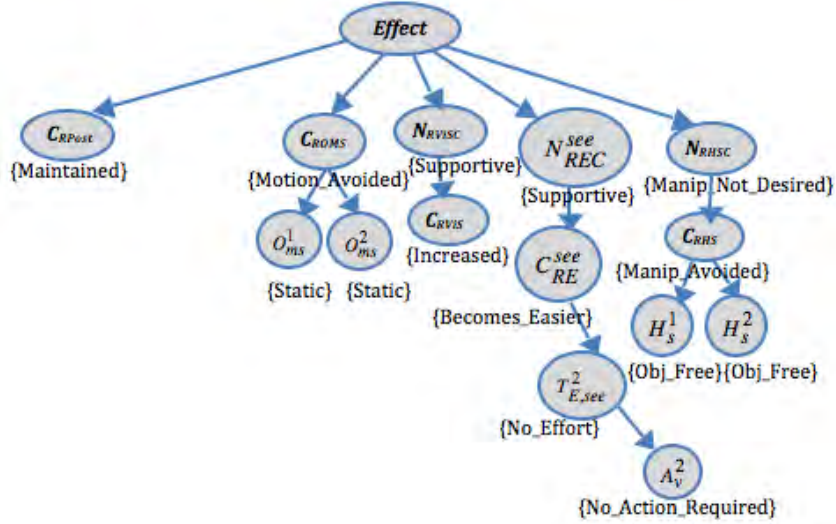 Effect
C_RPost
{Maintained}
C_ROMS
{Motion_Avoided}
N_RVISC
{Supportive}
N^see_REC
{Supportive}
N_RHSC
{Manip_Not_Desired}
O^1_ms
O^2_ms
{Static}
{Static}
C_RVIS
{Increased}
C^see_RE
{Becomes_Easier}
C_RHS
{Manip_Avoided}
H^1_s
H^2_s
{Obj_Free}
{Obj_Free}
T^2_E,see
{No_Effort}
A^2_v
{No_Action_Required}